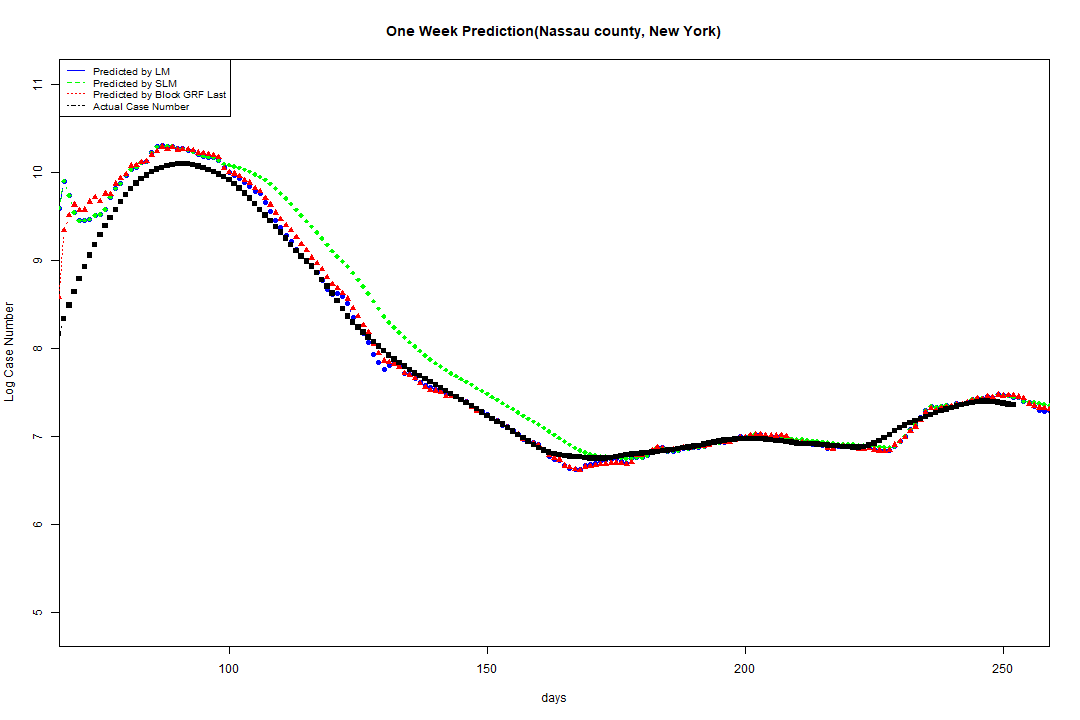 One Week Prediction(Nassau county, New York)
Predicted by LM
Predicted by SLM
Predicted by Block GRF Last
Actual Case Number
11
10
9
8
7
6
5
Log Case Number
100
150
200
250
days